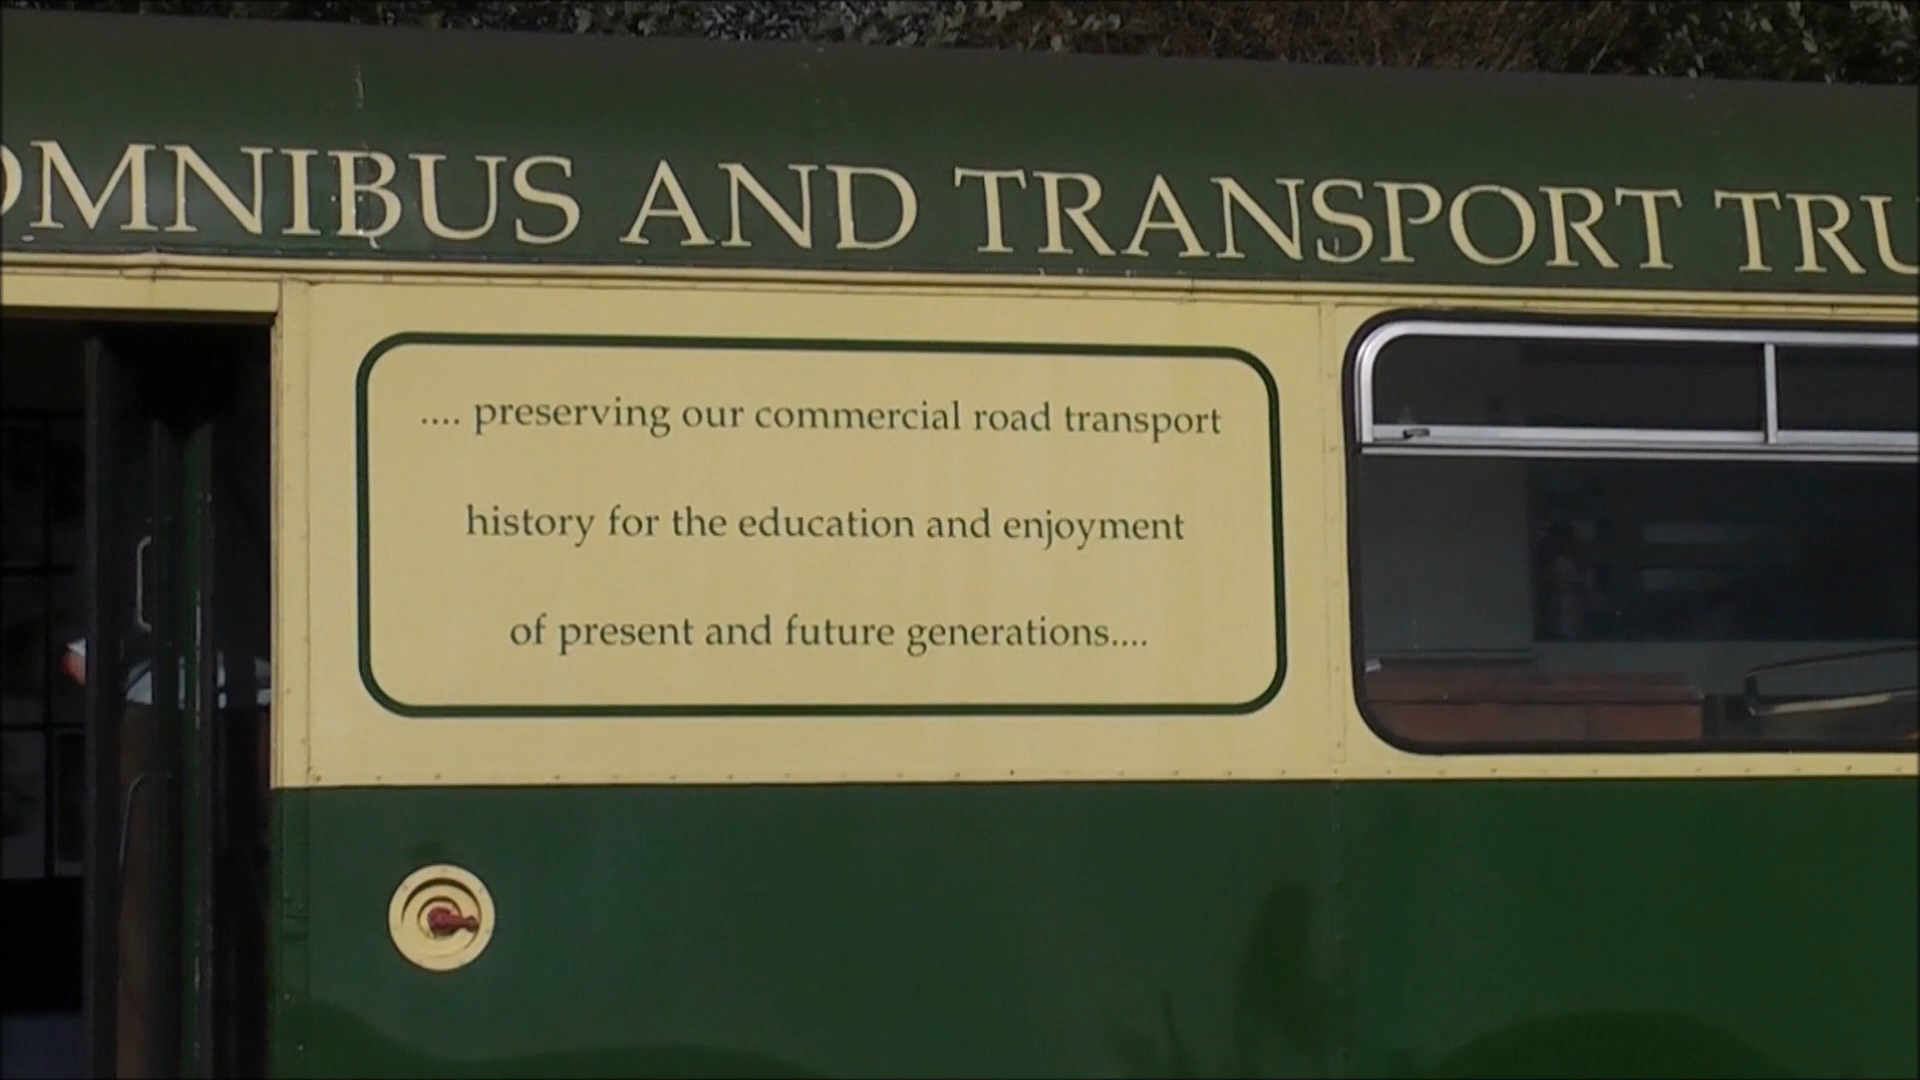 OMNIBUS AND TRANSPORT TRU
.... preserving our commercial road transport
history for the education and enjoyment
of present and future generations....